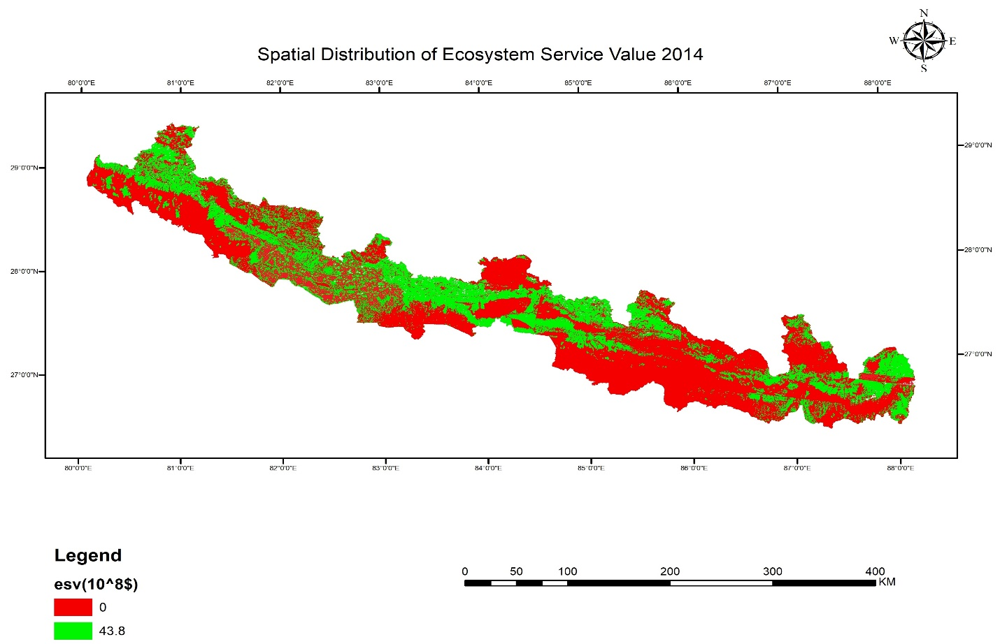 N
W E
S
Spatial Distribution of Ecosystem Service Value 2014
80°0'0"E 81°0'0"E 82°0'0"E 83°0'0"E 84°0'0"E 85°0'0"E 86°0'0"E 87°0'0"E 88°0'0"E
29°0'0"N
29°0'0"N
28°0'0"N
28°0'0"N
27°0'0"N
27°0'0"N
80°0'0"E 81°0'0"E 82°0'0"E 83°0'0"E 84°0'0"E 85°0'0"E 86°0'0"E 87°0'0"E 88°0'0"E
Legend
esv(10^8$)
0
43.8
0 50 100 200 300 400
KM